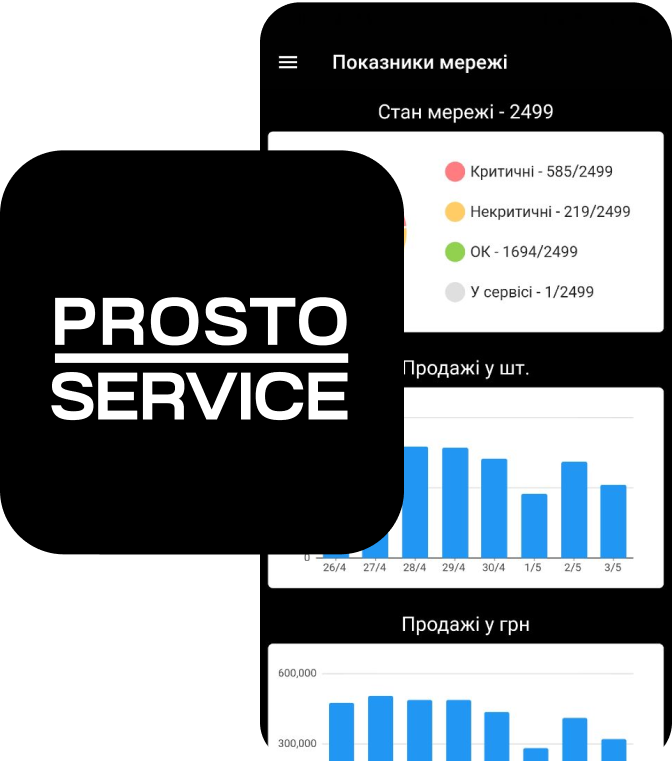 Показники мережі
Стан мережі - 2499
Критичні - 585/2499
Некритичні - 219/2499
ОК - 1694/2499
У сервісі - 1/2499
PROSTO
SERVICE
Продажі у шт.
0
26/4 27/4 28/4 29/4 30/4 1/5 2/5 3/5
Продажі у грн
600,000
300,000